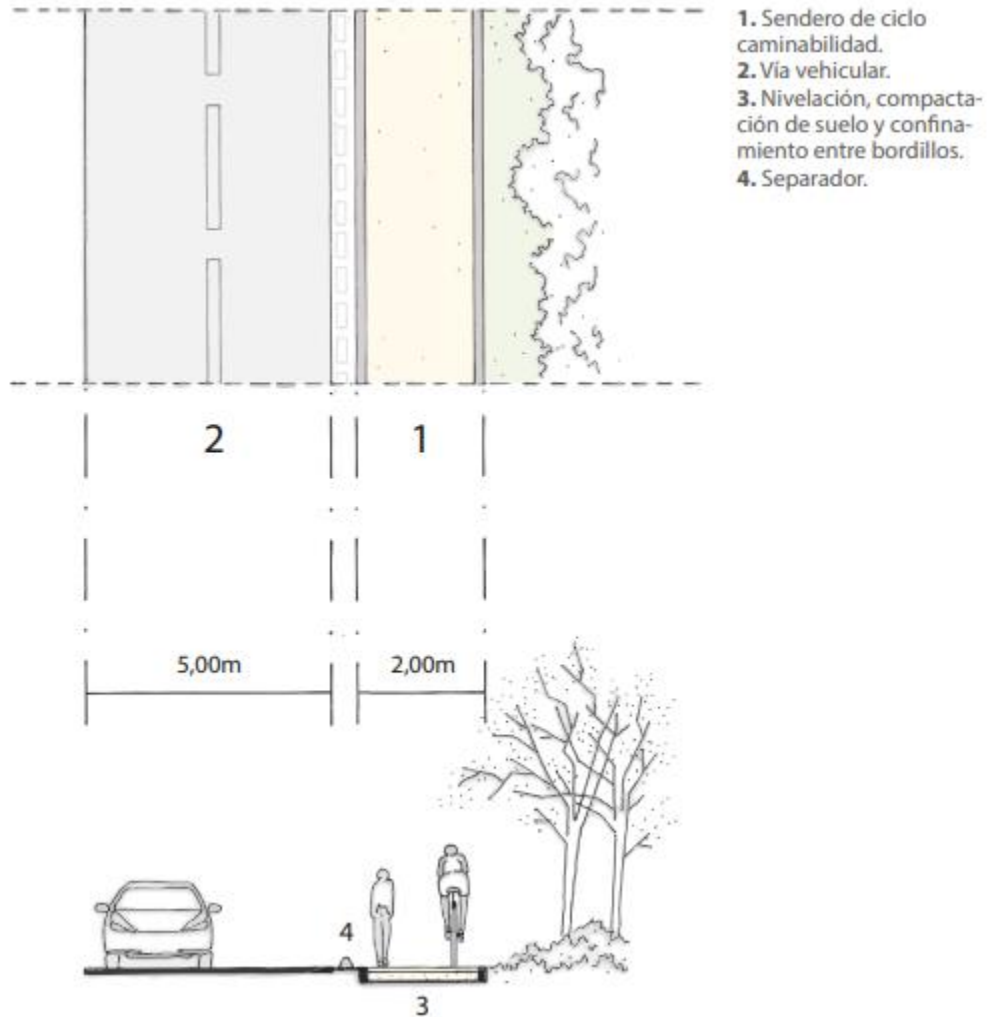 1. Sendero de ciclo
caminabilidad.
2. Vía vehicular.
3. Nivelación, compacta-
ción de suelo y confina-
miento entre bordillos.
4. Separador.
2
1
5,00m
2,00m
4
3